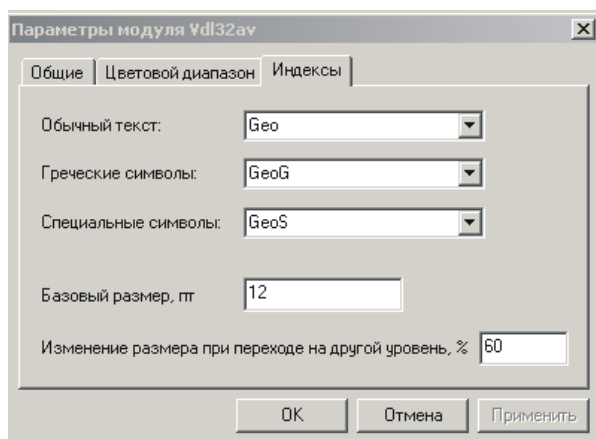 Параметры модуля Vdl32av
Общие Цветовой диапазон Индексы
Обычный текст: Geo
Греческие символы: GeoG
Специальные символы: GeoS
Базовый размер, пт 12
Изменение размера при переходе на другой уровень, % 60
OK Отмена Применить